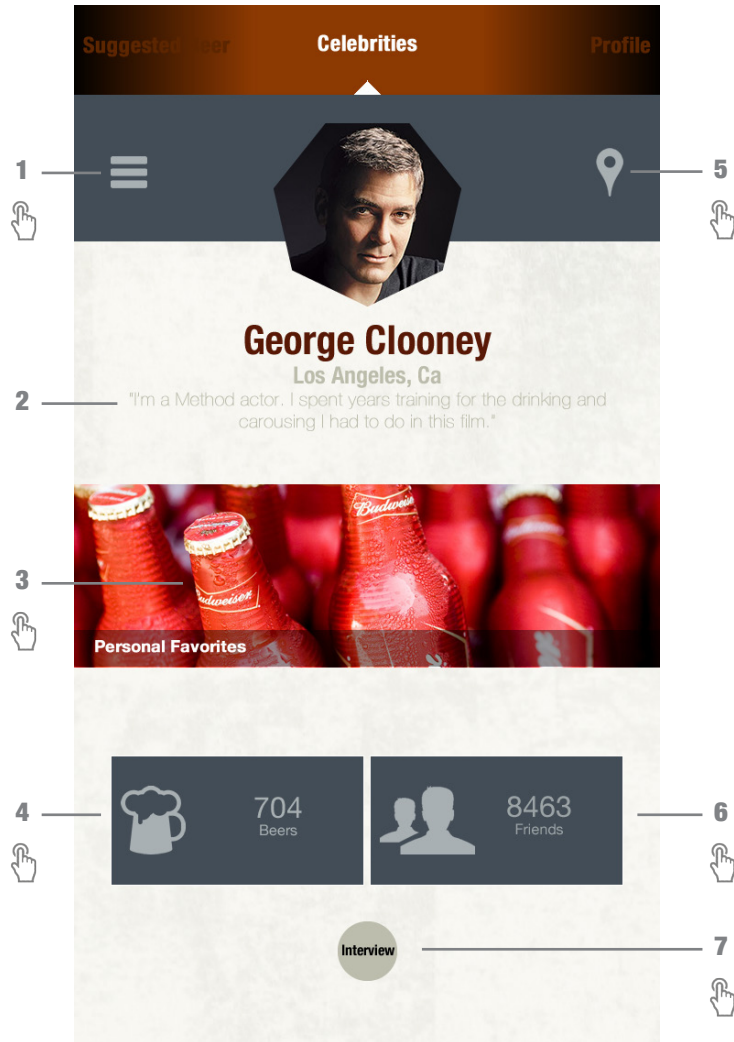 Suggested Beer
Celebrities
Profile
1
5
George Clooney
Los Angeles, Ca
2
"I'm a Method actor. I spent years training for the drinking and
carousing I had to do in this film."
Budweiser
3
Budweiser
Personal Favorites
4
704
Beers
8463
Friends
6
Interview
7